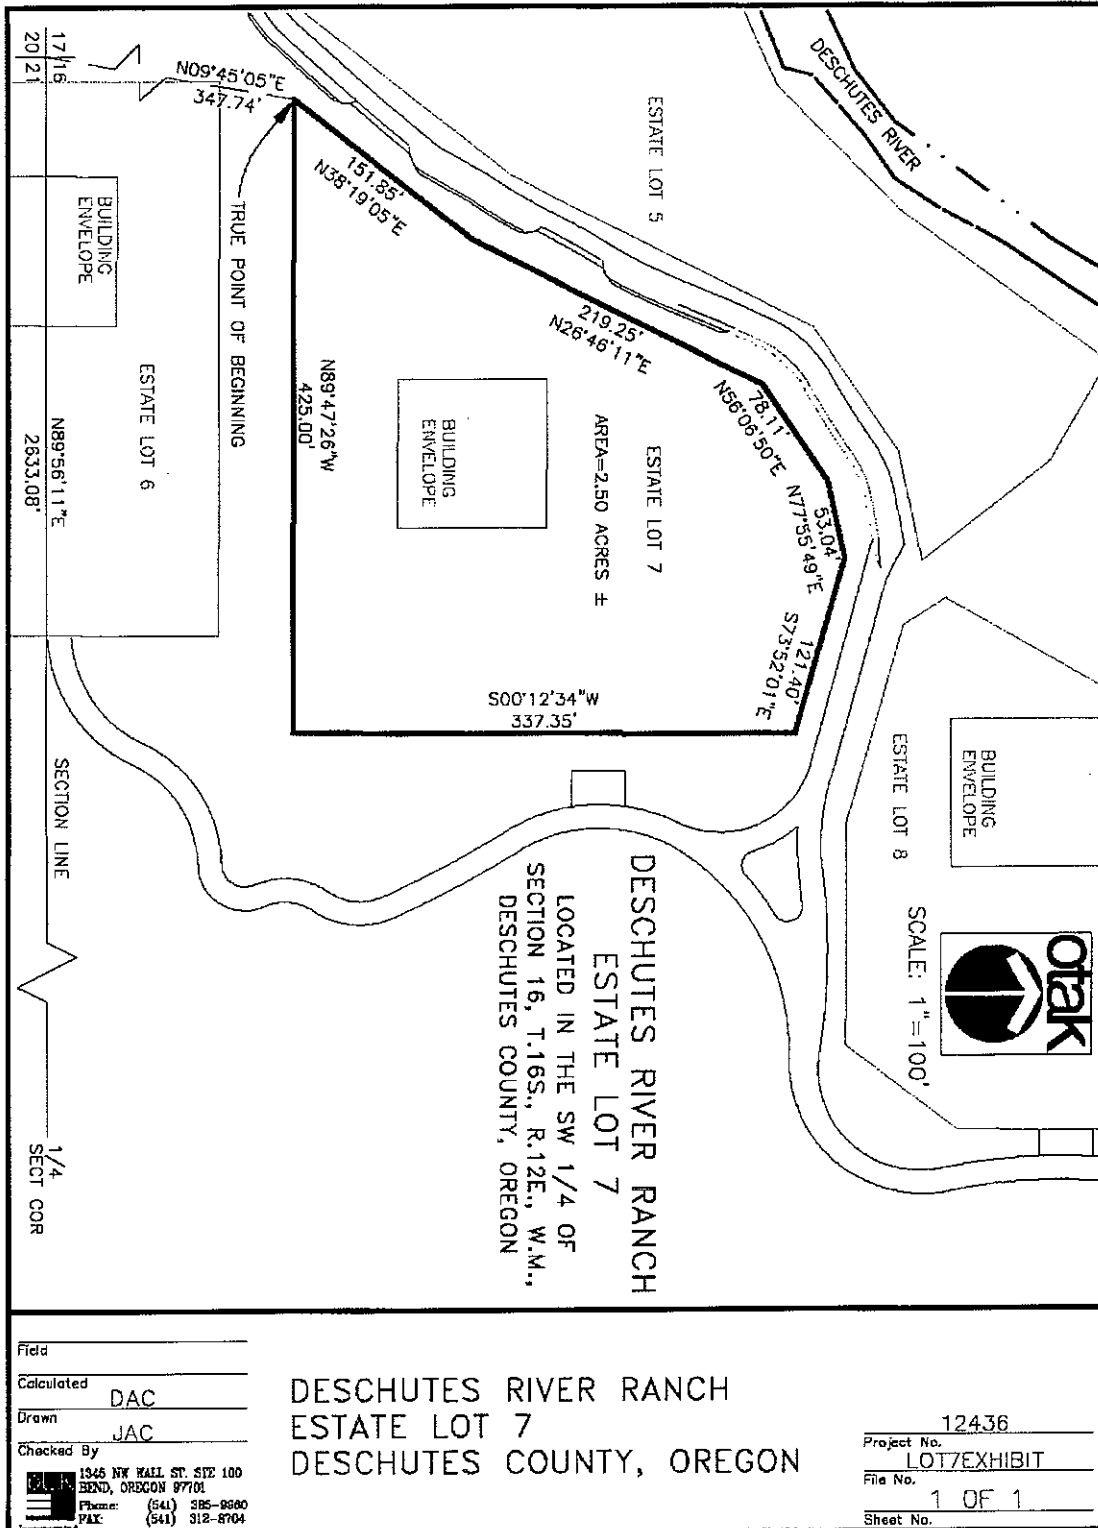 17 16
20 21
N09°45'05"E
347.74'
TRUE POINT OF BEGINNING
151.85'
N38°19'05"E
ESTATE LOT 5
DESCHUTES RIVER
219.25'
N26°46'11"E
78.11'
N56°06'50"E
53.04'
N77°55'49"E
121.40'
S73°52'01"E
S00°12'34"W
337.35'
N89°47'26"W
425.00'
BUILDING
ENVELOPE
ESTATE LOT 7
AREA=2.50 ACRES ±
BUILDING
ENVELOPE
ESTATE LOT 6
N89°56'11"E
2633.08'
SECTION LINE
1/4
SECT COR
ESTATE LOT 8
BUILDING
ENVELOPE
otak
SCALE: 1"=100'
DESCHUTES RIVER RANCH
ESTATE LOT 7
LOCATED IN THE SW 1/4 OF
SECTION 16, T.16S., R.12E., W.M.,
DESCHUTES COUNTY, OREGON
Field
Calculated DAC
Drawn JAC
Checked By
1345 NW WALL ST. STE 100
BEND, OREGON 97701
Phone: (541) 385-9960
FAX: (541) 312-8704
DESCHUTES RIVER RANCH
ESTATE LOT 7
DESCHUTES COUNTY, OREGON
12436
Project No.
LOT7EXHIBIT
File No.
1 OF 1
Sheet No.